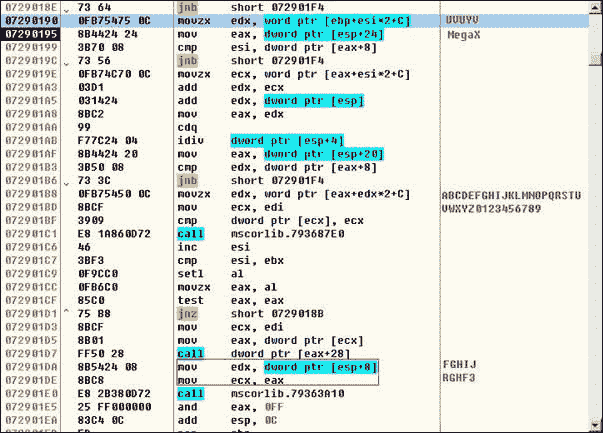 0729018E 73 64 jnb short 072901F4
07290190 0FB75475 0C movzx edx, word ptr [ebp+esi*2+C] UVUYV
07290195 8B4424 24 mov eax, dword ptr [esp+24] MegaX
07290199 3B70 08 cmp esi, dword ptr [eax+8]
0729019C 73 56 jnb short 072901F4
0729019E 0FB74C70 0C movzx ecx, word ptr [eax+esi*2+C]
072901A3 03D1 add edx, ecx
072901A5 031424 add edx, dword ptr [esp]
072901A8 8BC2 mov eax, edx
072901AA 99 cdq
072901AB F77C24 04 idiv dword ptr [esp+4]
072901AF 8B4424 20 mov eax, dword ptr [esp+20]
072901B3 3B50 08 cmp edx, dword ptr [eax+8]
072901B6 73 3C jnb short 072901F4
072901B8 0FB75450 0C movzx edx, word ptr [eax+edx*2+C] ABCDEFGHIJKLMNOPQRSTU
072901BD 8BCF mov ecx, edi VWXYZ0123456789
072901BF 3909 cmp dword ptr [ecx], ecx
072901C1 E8 1A860D72 call mscorlib.793687E0
072901C6 46 inc esi
072901C7 3BF3 cmp esi, ebx
072901C9 0F9CC0 setl al
072901CC 0FB6C0 movzx eax, al
072901CF 85C0 test eax, eax
072901D1 75 B8 jnz short 0729018B
072901D3 8BCF mov ecx, edi
072901D5 8B01 mov eax, dword ptr [ecx]
072901D7 FF50 28 call dword ptr [eax+28]
072901DA 8B5424 08 mov edx, dword ptr [esp+8] FGHIJ
072901DE 8BC8 mov ecx, eax RGHF3
072901E0 E8 2B380D72 call mscorlib.79363A10
072901E5 25 FF000000 and eax, 0FF
072901EA 83C4 0C add esp, 0C